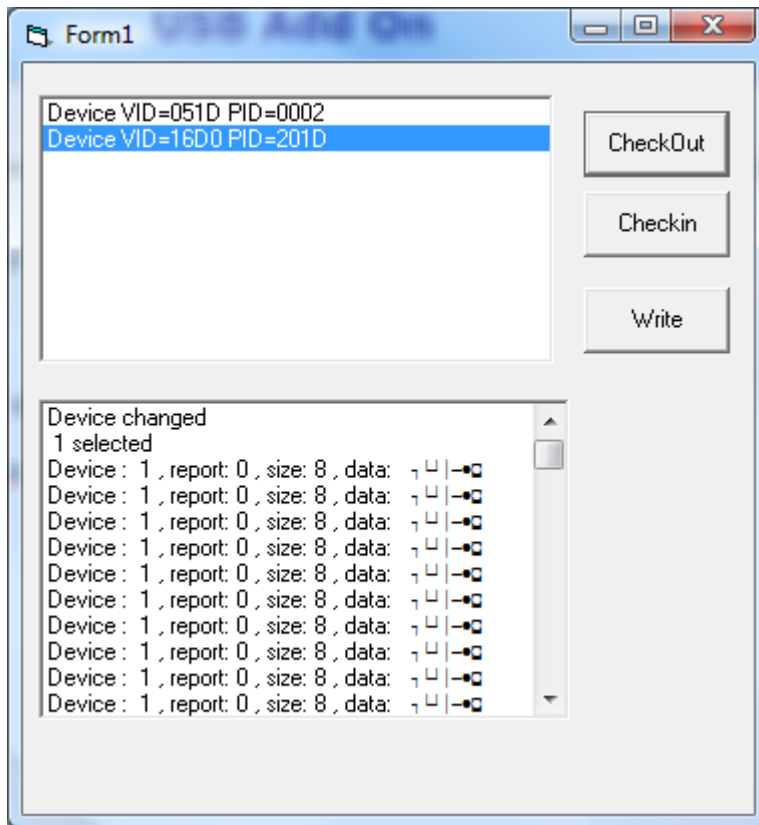 USB Add On
Form1
Device VID=051D PID=0002
Device VID=16D0 PID=201D
CheckOut
Checkin
Write
Device changed
1 selected
Device : 1 , report: 0 , size: 8 , data: ┐└┘|─•◘
Device : 1 , report: 0 , size: 8 , data: ┐└┘|─•◘
Device : 1 , report: 0 , size: 8 , data: ┐└┘|─•◘
Device : 1 , report: 0 , size: 8 , data: ┐└┘|─•◘
Device : 1 , report: 0 , size: 8 , data: ┐└┘|─•◘
Device : 1 , report: 0 , size: 8 , data: ┐└┘|─•◘
Device : 1 , report: 0 , size: 8 , data: ┐└┘|─•◘
Device : 1 , report: 0 , size: 8 , data: ┐└┘|─•◘
Device : 1 , report: 0 , size: 8 , data: ┐└┘|─•◘
Device : 1 , report: 0 , size: 8 , data: ┐└┘|─•◘